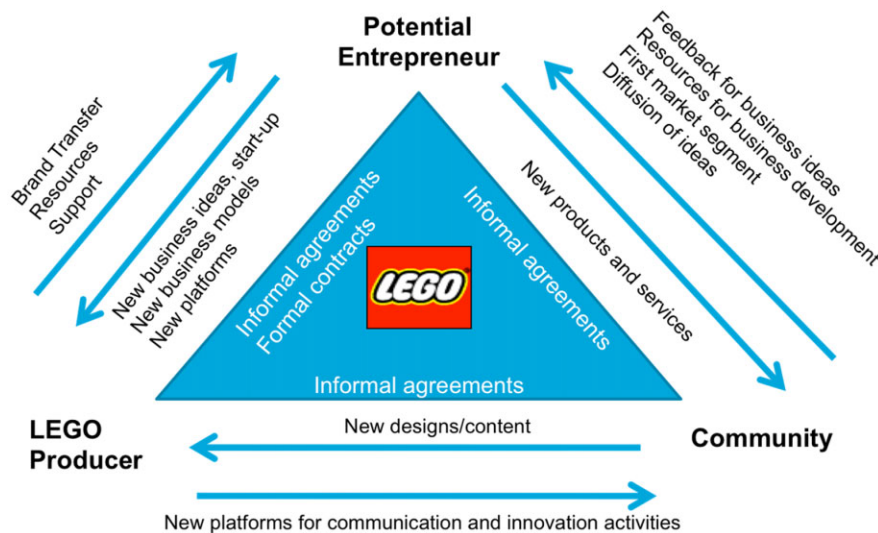 Potential
Entrepreneur
Brand Transfer
Resources
Support
New business ideas, start-up
New business models
New platforms
Feedback for business ideas
Resources for business development
First market segment
Diffusion of ideas
New products and services
Informal agreements
Formal contracts
Informal agreements
LEGO®
Informal agreements
LEGO
Producer
Community
New designs/content
New platforms for communication and innovation activities